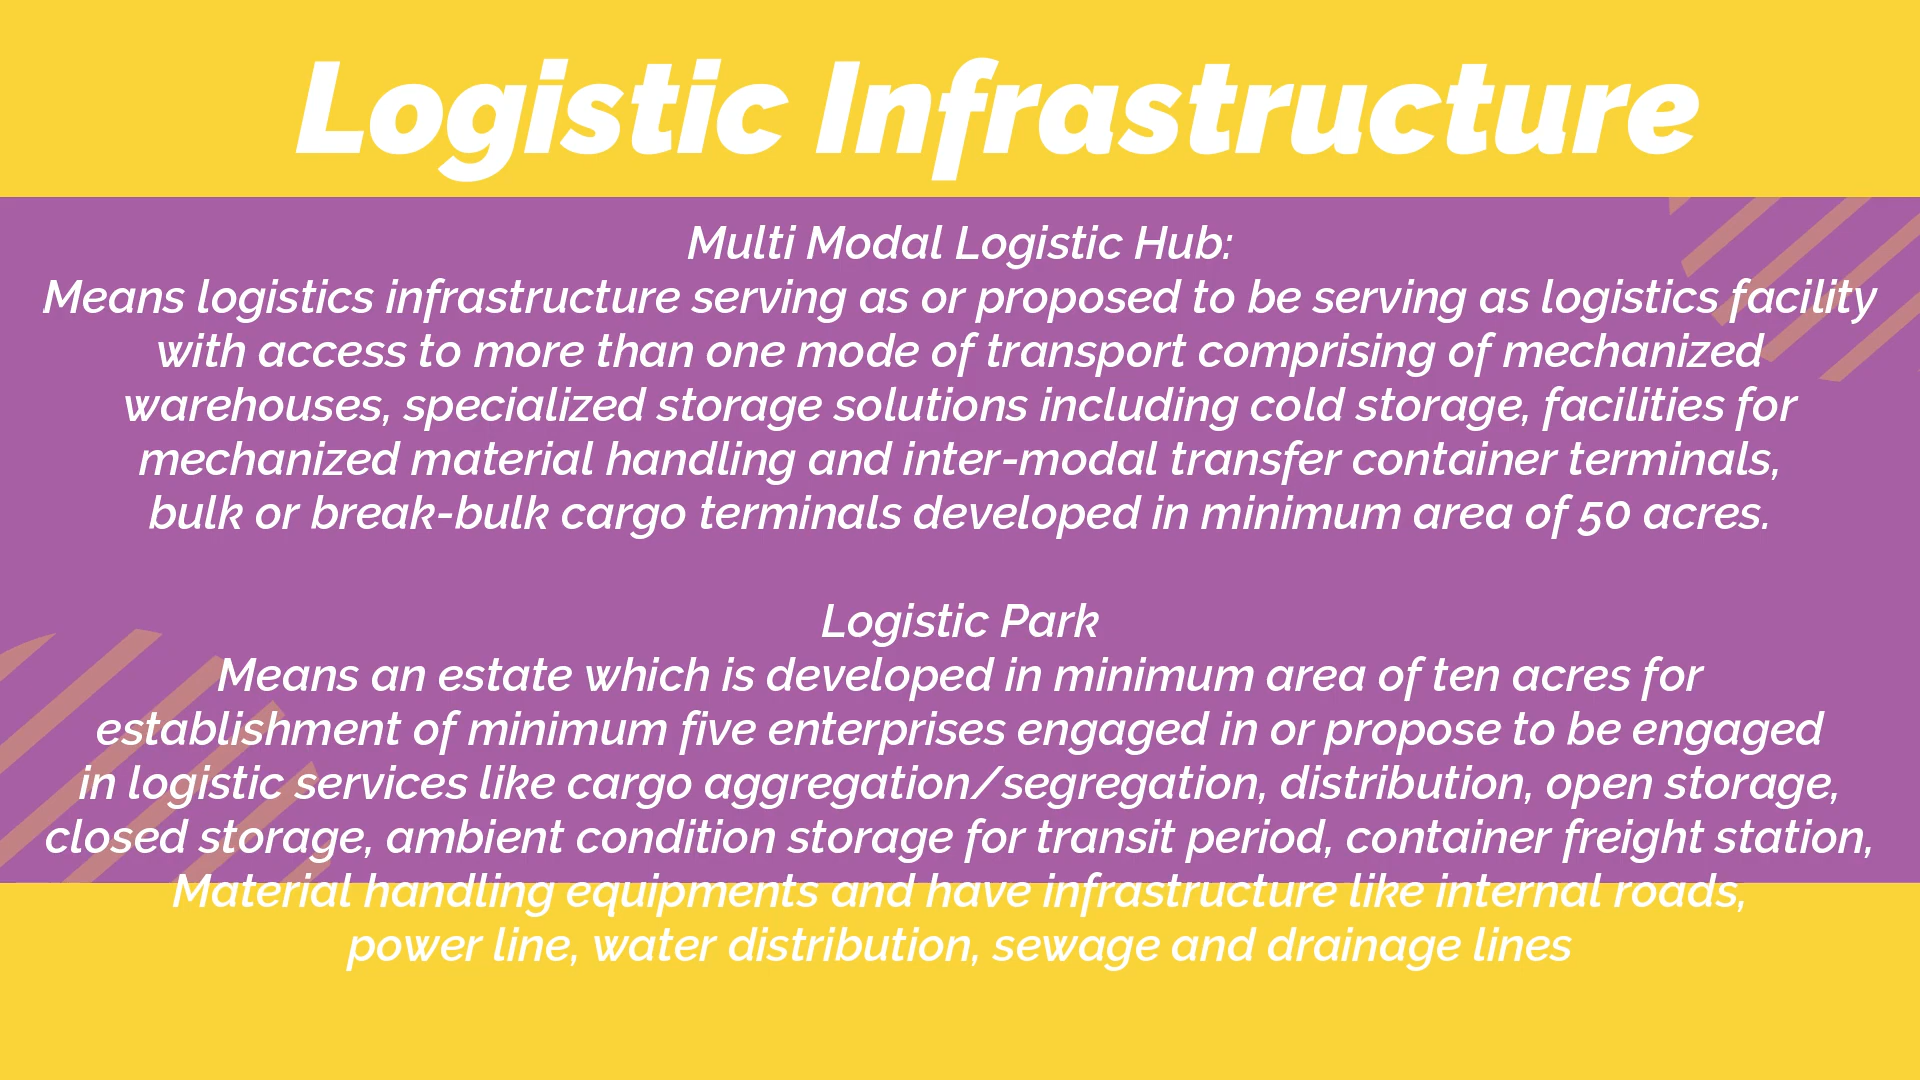 Logistic Infrastructure
Multi Modal Logistic Hub:
Means logistics infrastructure serving as or proposed to be serving as logistics facility
with access to more than one mode of transport comprising of mechanized
warehouses, specialized storage solutions including cold storage, facilities for
mechanized material handling and inter-modal transfer container terminals,
bulk or break-bulk cargo terminals developed in minimum area of 50 acres.
Logistic Park
Means an estate which is developed in minimum area of ten acres for
establishment of minimum five enterprises engaged in or propose to be engaged
in logistic services like cargo aggregation/segregation, distribution, open storage,
closed storage, ambient condition storage for transit period, container freight station,
Material handling equipments and have infrastructure like internal roads,
power line, water distribution, sewage and drainage lines